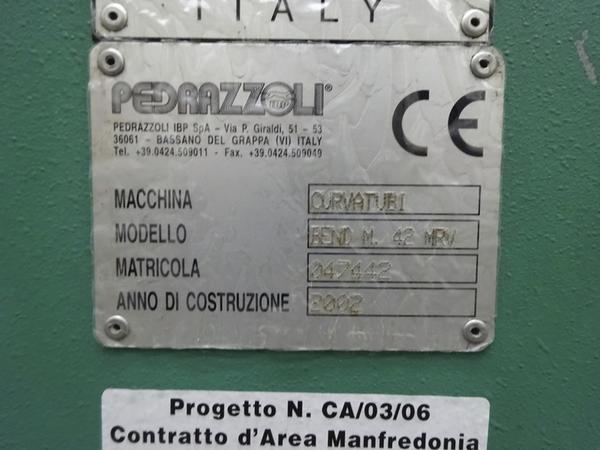 ITALY
PEDRAZZOLI®
PEDRAZZOLI IBP SpA - Via P. Giraldi, 51 - 53
36061 - BASSANO DEL GRAPPA (VI) ITALY
Tel. +39.0424.509011 - Fax. +39.0424.509049
CE
MACCHINA CURVATUBI
MODELLO BEND M. 42 MRV
MATRICOLA 047442
ANNO DI COSTRUZIONE 2002
Progetto N. CA/03/06
Contratto d'Area Manfredonia